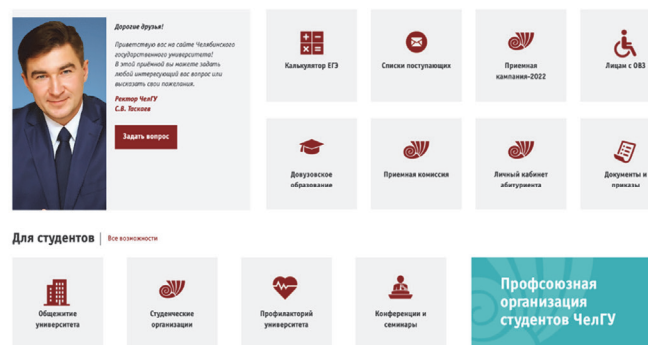 Дорогие друзья!
Приветствую вас на сайте Челябинского
государственного университета!
В этой приёмной вы можете задать
любой интересующий вас вопрос или
высказать свои пожелания.
Ректор ЧелГУ
С.В. Таскаев
Задать вопрос
Калькулятор ЕГЭ
Списки поступающих
Приемная
кампания-2022
Лицам с ОВЗ
Довузовское
образование
Приемная комиссия
Личный кабинет
абитуриента
Документы и
приказы
Для студентов | Все возможности
Общежитие
университета
Студенческие
организации
Профилакторий
университета
Конференции и
семинары
Профсоюзная
организация
студентов ЧелГУ